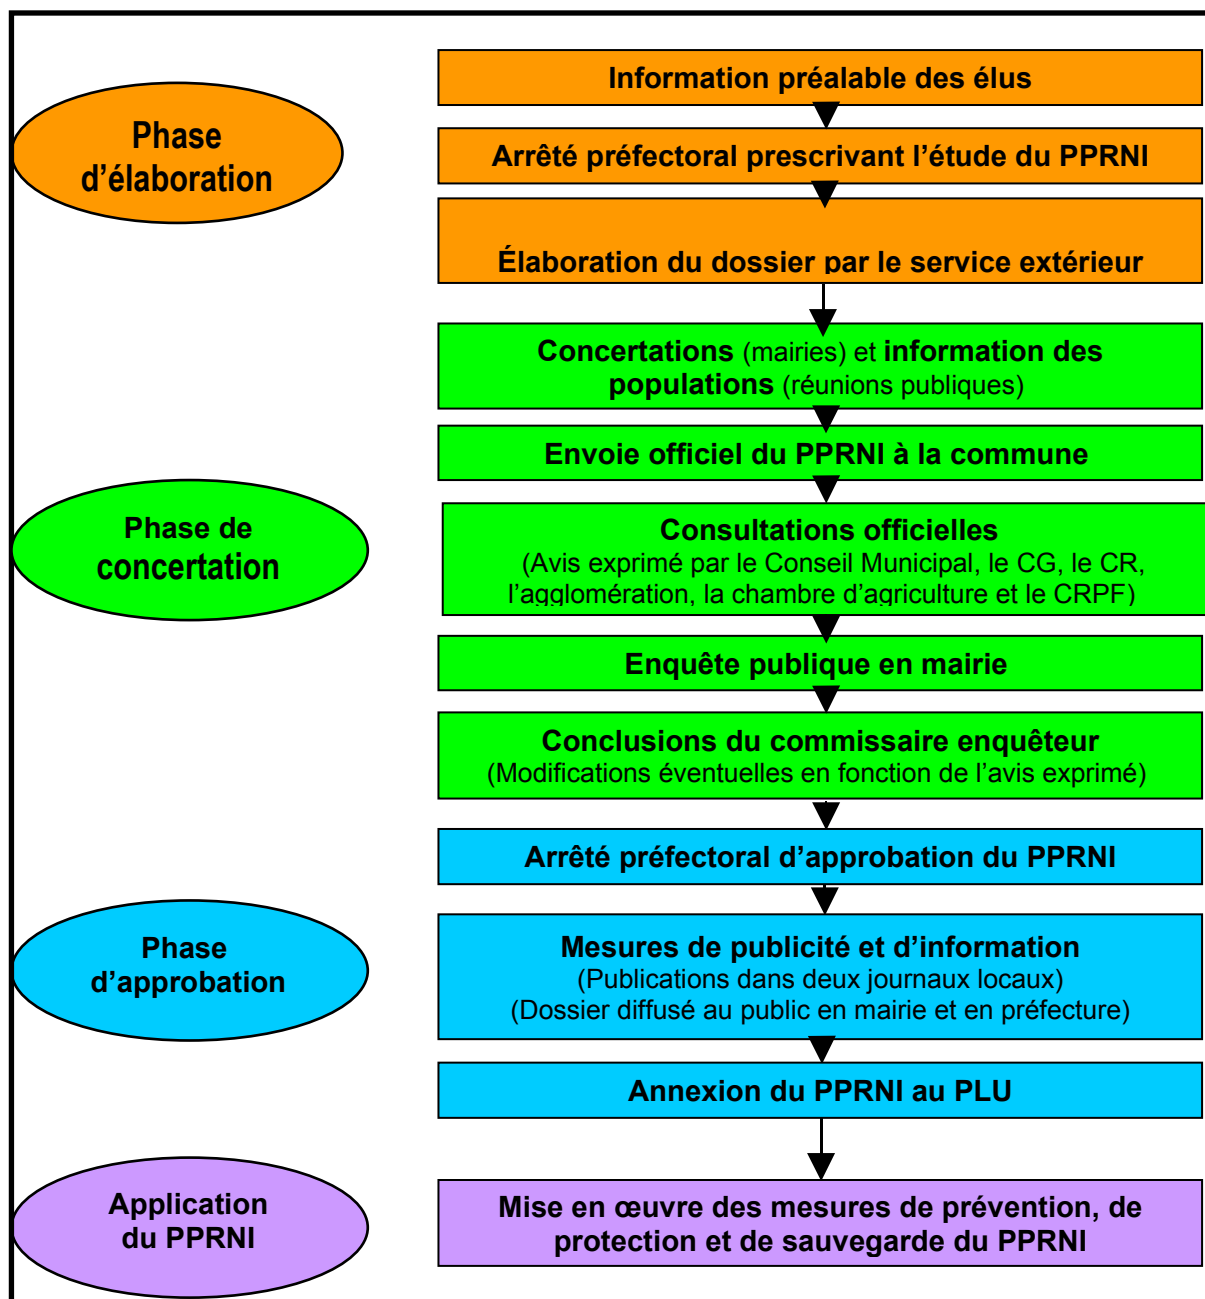 Information préalable des élus
Phase
d'élaboration
Arrêté préfectoral prescrivant l'étude du PPRNI
Élaboration du dossier par le service extérieur
Concertations (mairies) et information des
populations (réunions publiques)
Envoie officiel du PPRNI à la commune
Phase de
concertation
Consultations officielles
(Avis exprimé par le Conseil Municipal, le CG, le CR,
l'agglomération, la chambre d'agriculture et le CRPF)
Enquête publique en mairie
Conclusions du commissaire enquêteur
(Modifications éventuelles en fonction de l'avis exprimé)
Arrêté préfectoral d'approbation du PPRNI
Phase
d'approbation
Mesures de publicité et d'information
(Publications dans deux journaux locaux)
(Dossier diffusé au public en mairie et en préfecture)
Annexion du PPRNI au PLU
Application
du PPRNI
Mise en œuvre des mesures de prévention, de
protection et de sauvegarde du PPRNI